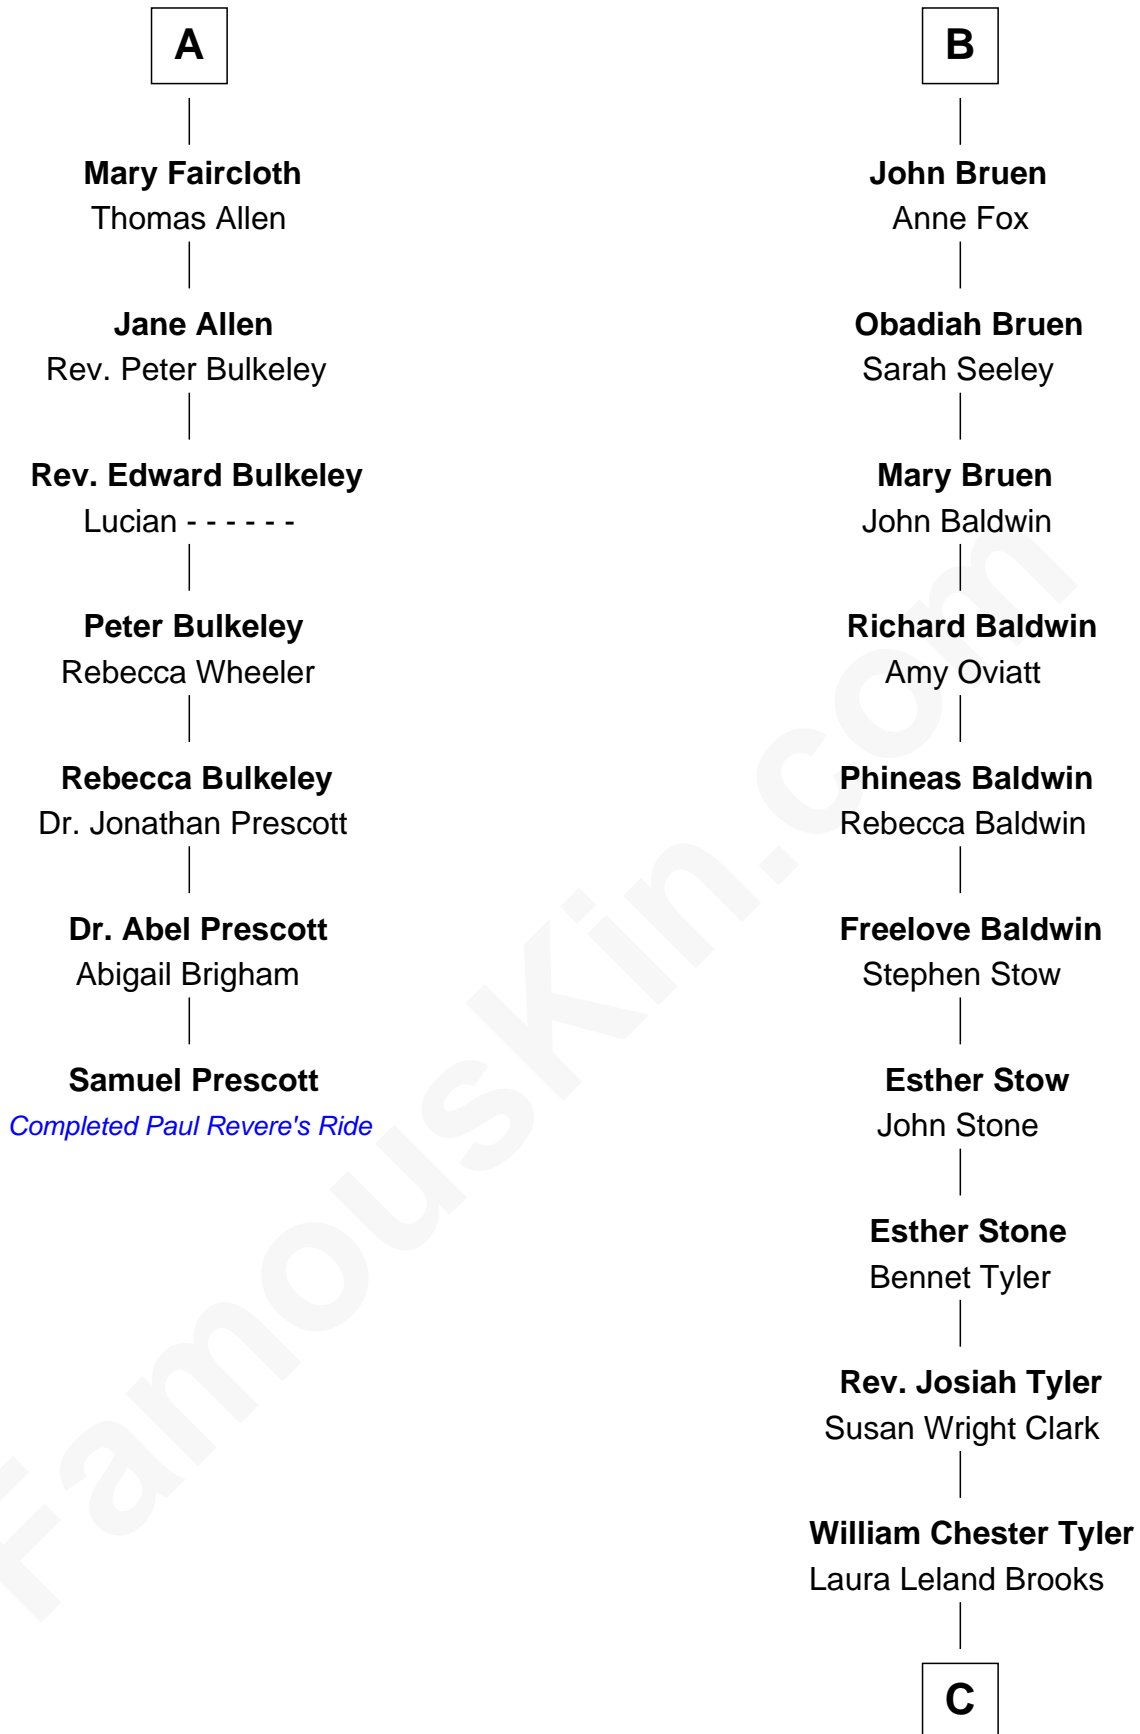 A
Mary Faircloth
Thomas Allen
Jane Allen
Rev. Peter Bulkeley
Rev. Edward Bulkeley
Lucian - - - - - -
Peter Bulkeley
Rebecca Wheeler
Rebecca Bulkeley
Dr. Jonathan Prescott
Dr. Abel Prescott
Abigail Brigham
Samuel Prescott
Completed Paul Revere's Ride
B
John Bruen
Anne Fox
Obadiah Bruen
Sarah Seeley
Mary Bruen
John Baldwin
Richard Baldwin
Amy Oviatt
Phineas Baldwin
Rebecca Baldwin
Freelove Baldwin
Stephen Stow
Esther Stow
John Stone
Esther Stone
Bennet Tyler
Rev. Josiah Tyler
Susan Wright Clark
William Chester Tyler
Laura Leland Brooks
C
FamousKin.com